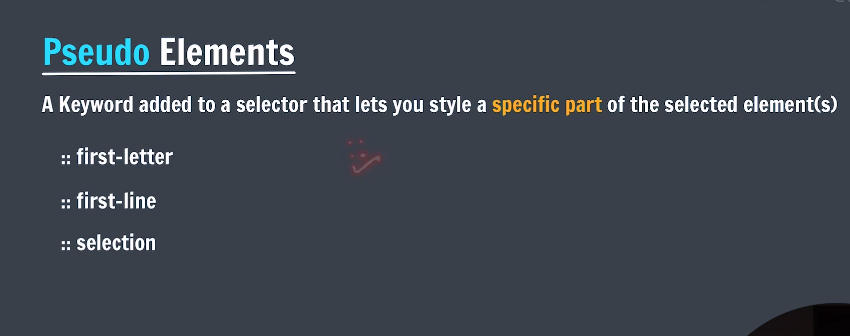 Pseudo Elements
A Keyword added to a selector that lets you style a specific part of the selected element(s)
:: first-letter
:: first-line
:: selection